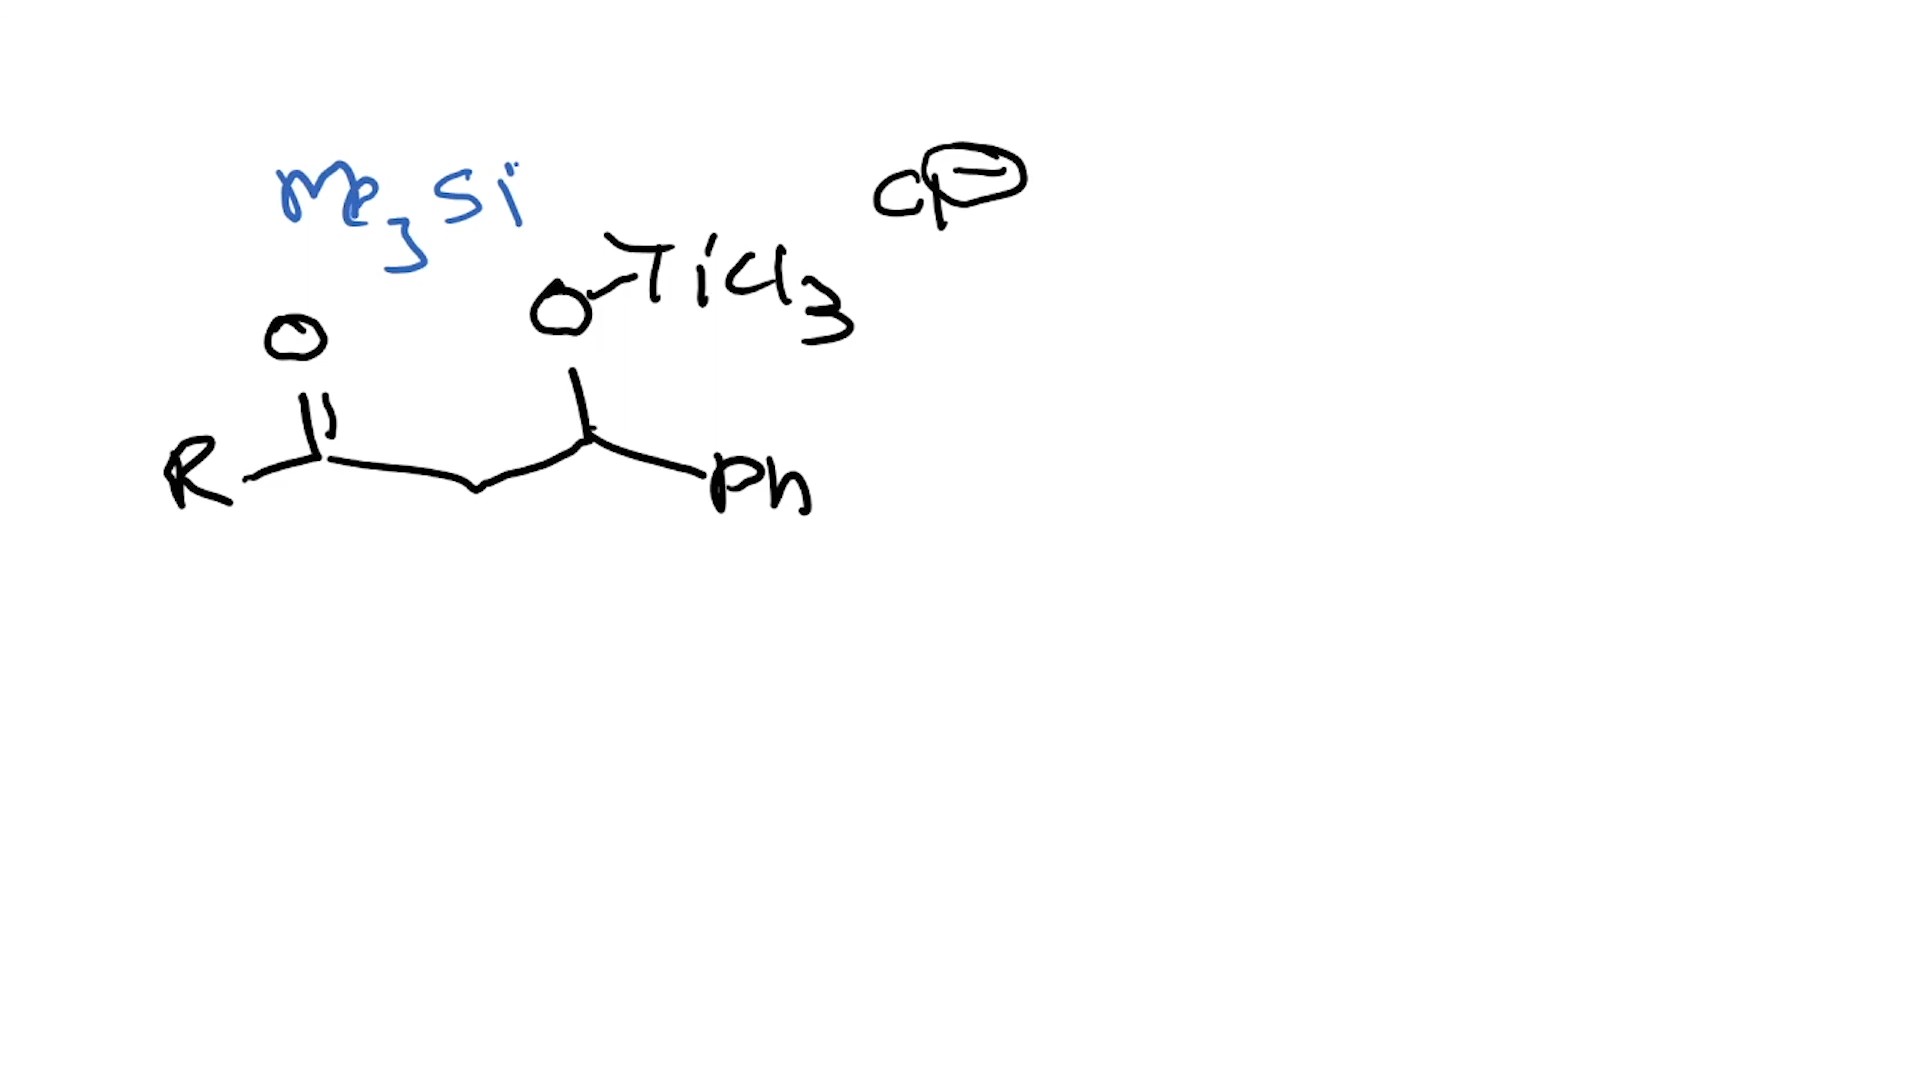 Me3Si
Cl⊖
O-TiCl3
O
R
Ph